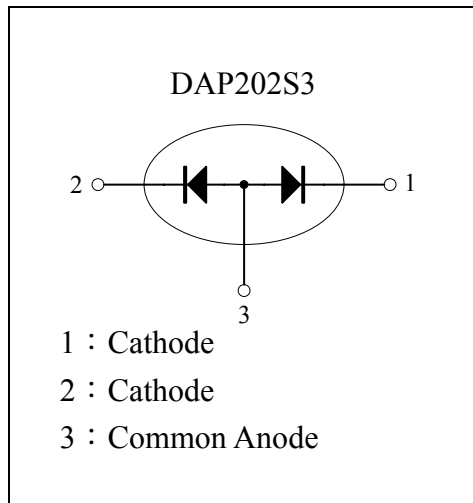 DAP202S3
2 1
3
1：Cathode
2：Cathode
3：Common Anode